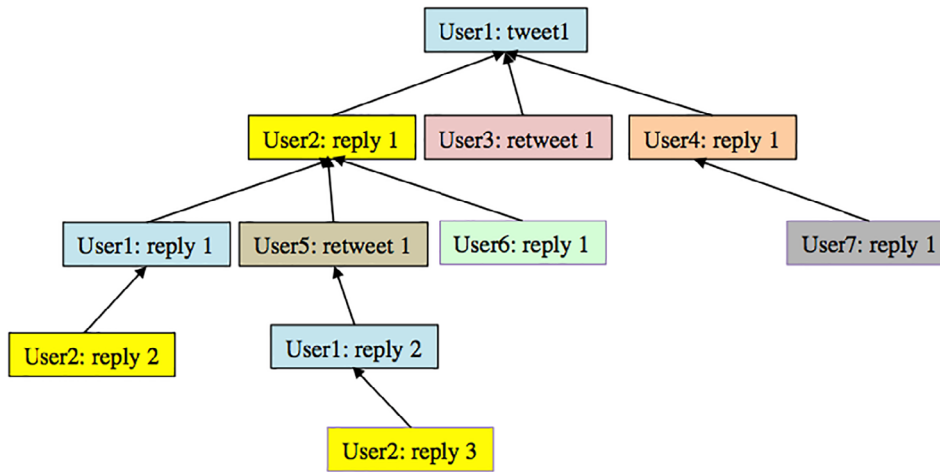 User1: tweet1
User2: reply 1
User3: retweet 1
User4: reply 1
User1: reply 1
User5: retweet 1
User6: reply 1
User7: reply 1
User2: reply 2
User1: reply 2
User2: reply 3